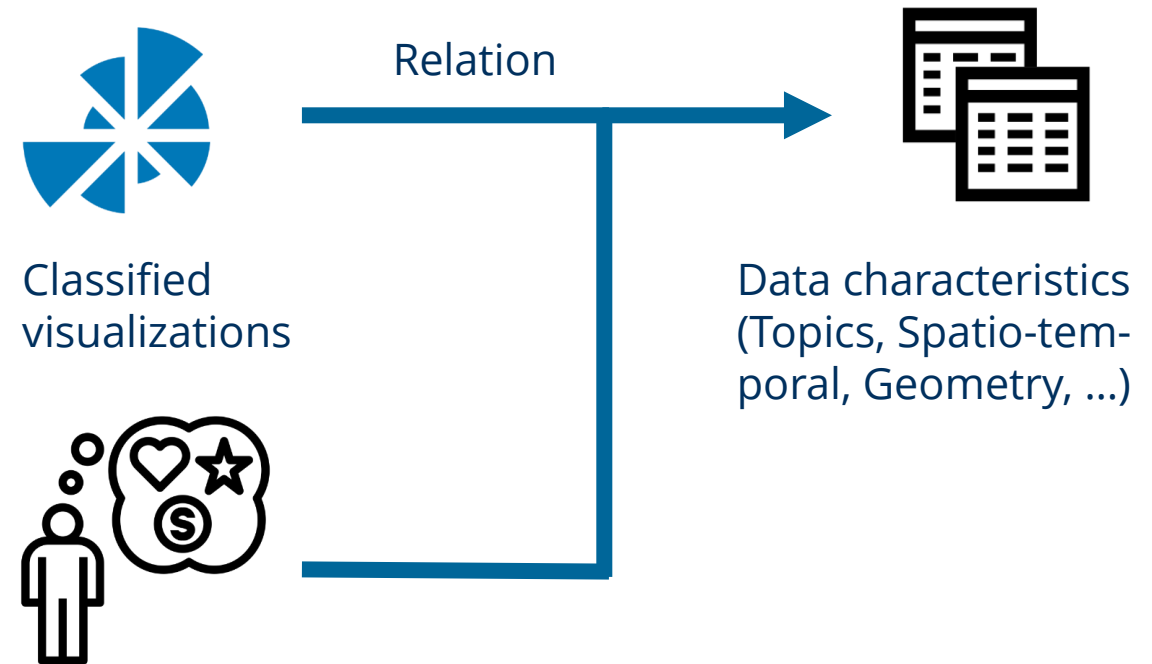 Relation
Classified
visualizations
Data characteristics
(Topics, Spatio-tem-
poral, Geometry, ...)
S